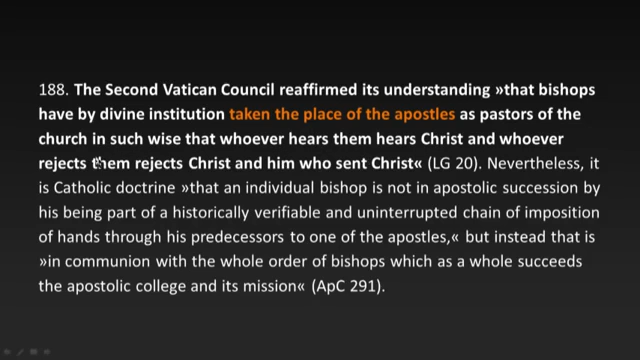 188. The Second Vatican Council reaffirmed its understanding »that bishops
have by divine institution taken the place of the apostles as pastors of the
church in such wise that whoever hears them hears Christ and whoever
rejects them rejects Christ and him who sent Christ« (LG 20). Nevertheless, it
is Catholic doctrine »that an individual bishop is not in apostolic succession by
his being part of a historically verifiable and uninterrupted chain of imposition
of hands through his predecessors to one of the apostles,« but instead that is
»in communion with the whole order of bishops which as a whole succeeds
the apostolic college and its mission« (ApC 291).